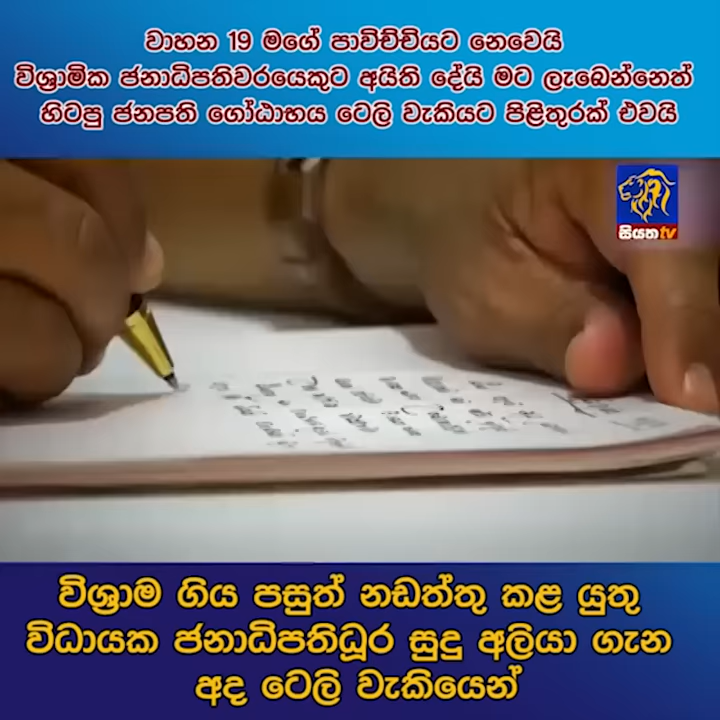 වාහන 19 මගේ පාවිච්චියට නෙවෙයි
විශ්‍රාමික ජනාධිපතිවරයෙකුට අයිති දේයි මට ලැබෙන්නෙත්
හිටපු ජනපති ගෝඨාභය ටෙලි වැකියට පිළිතුරක් එවයි
සියත tv
විශ්‍රාම ගිය පසුත් නඩත්තු කළ යුතු
විධායක ජනාධිපතිධූර සුදු අලියා ගැන
අද ටෙලි වැකියෙන්